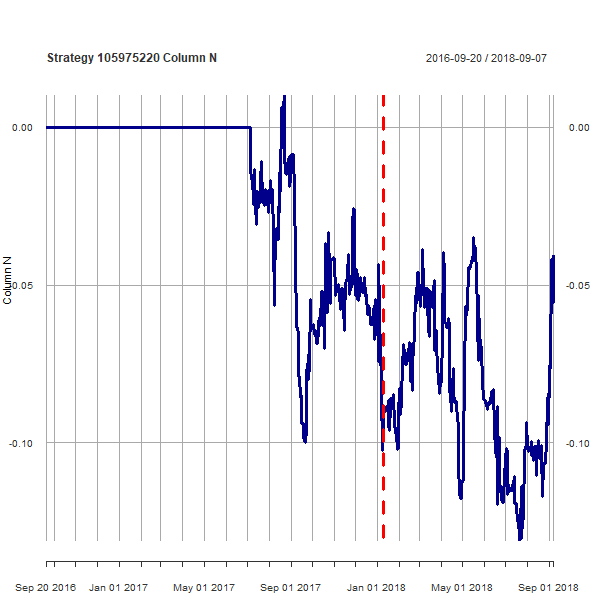 Strategy 105975220 Column N
2016-09-20 / 2018-09-07
0.00 0.00
-0.05 -0.05
-0.10 -0.10
Column N
Sep 20 2016 Jan 01 2017 May 01 2017 Sep 01 2017 Jan 01 2018 May 01 2018 Sep 01 2018